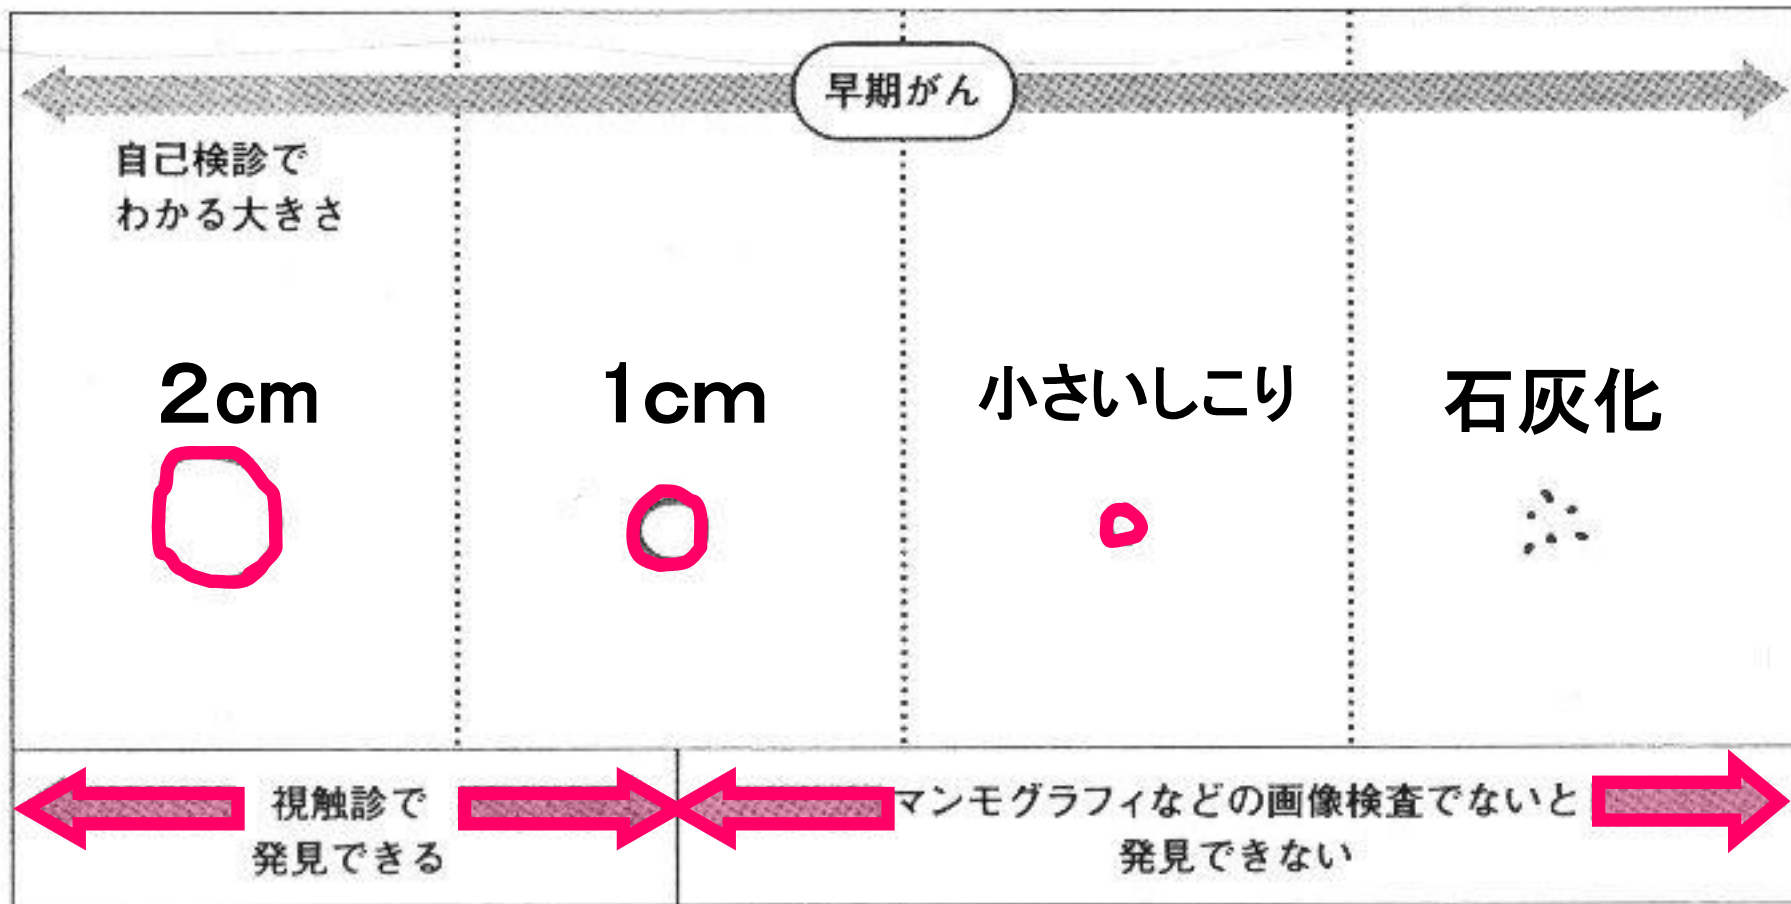 早期がん
自己検診で
わかる大きさ
2cm
1cm
小さいしこり
石灰化
視触診で
発見できる
マンモグラフィなどの画像検査でないと
発見できない